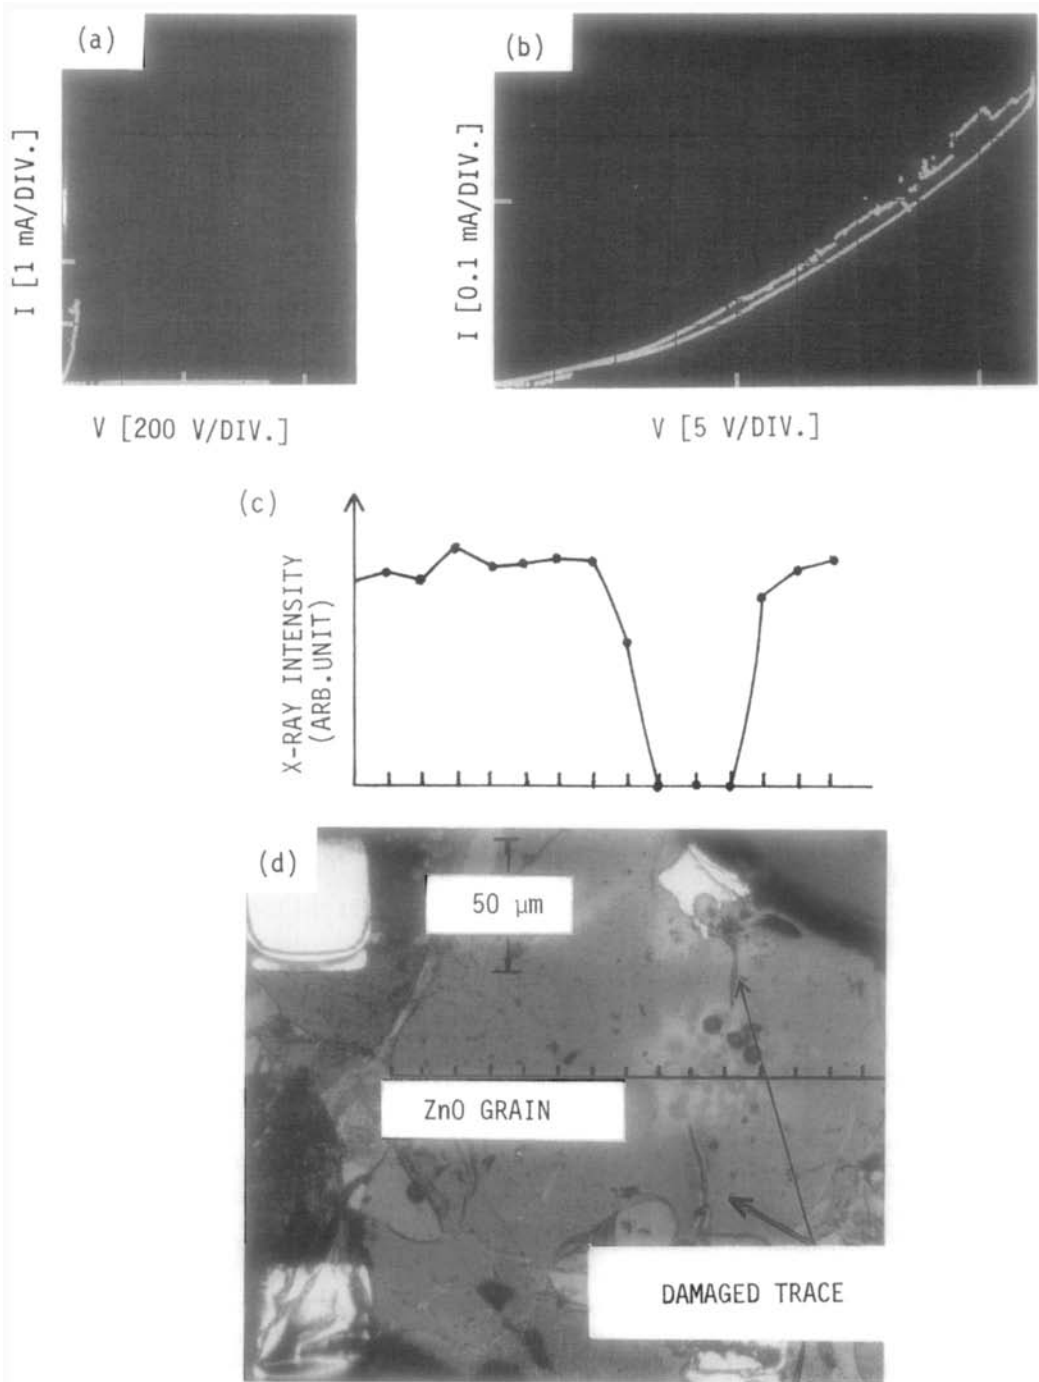 (a)
I [1 mA/DIV.]
V [200 V/DIV.]
(b)
I [0.1 mA/DIV.]
V [5 V/DIV.]
(c)
X-RAY INTENSITY
(ARB.UNIT)
(d)
50 μm
ZnO GRAIN
DAMAGED TRACE